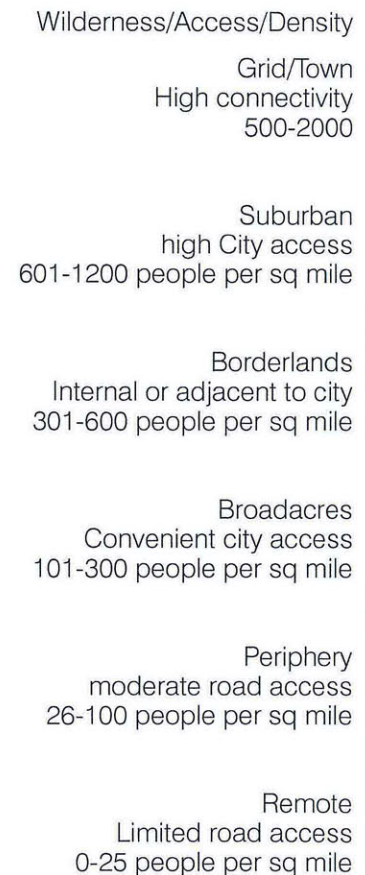 Wilderness/Access/Density
Grid/Town
High connectivity
500-2000
Suburban
high City access
601-1200 people per sq mile
Borderlands
Internal or adjacent to city
301-600 people per sq mile
Broadacres
Convenient city access
101-300 people per sq mile
Periphery
moderate road access
26-100 people per sq mile
Remote
Limited road access
0-25 people per sq mile